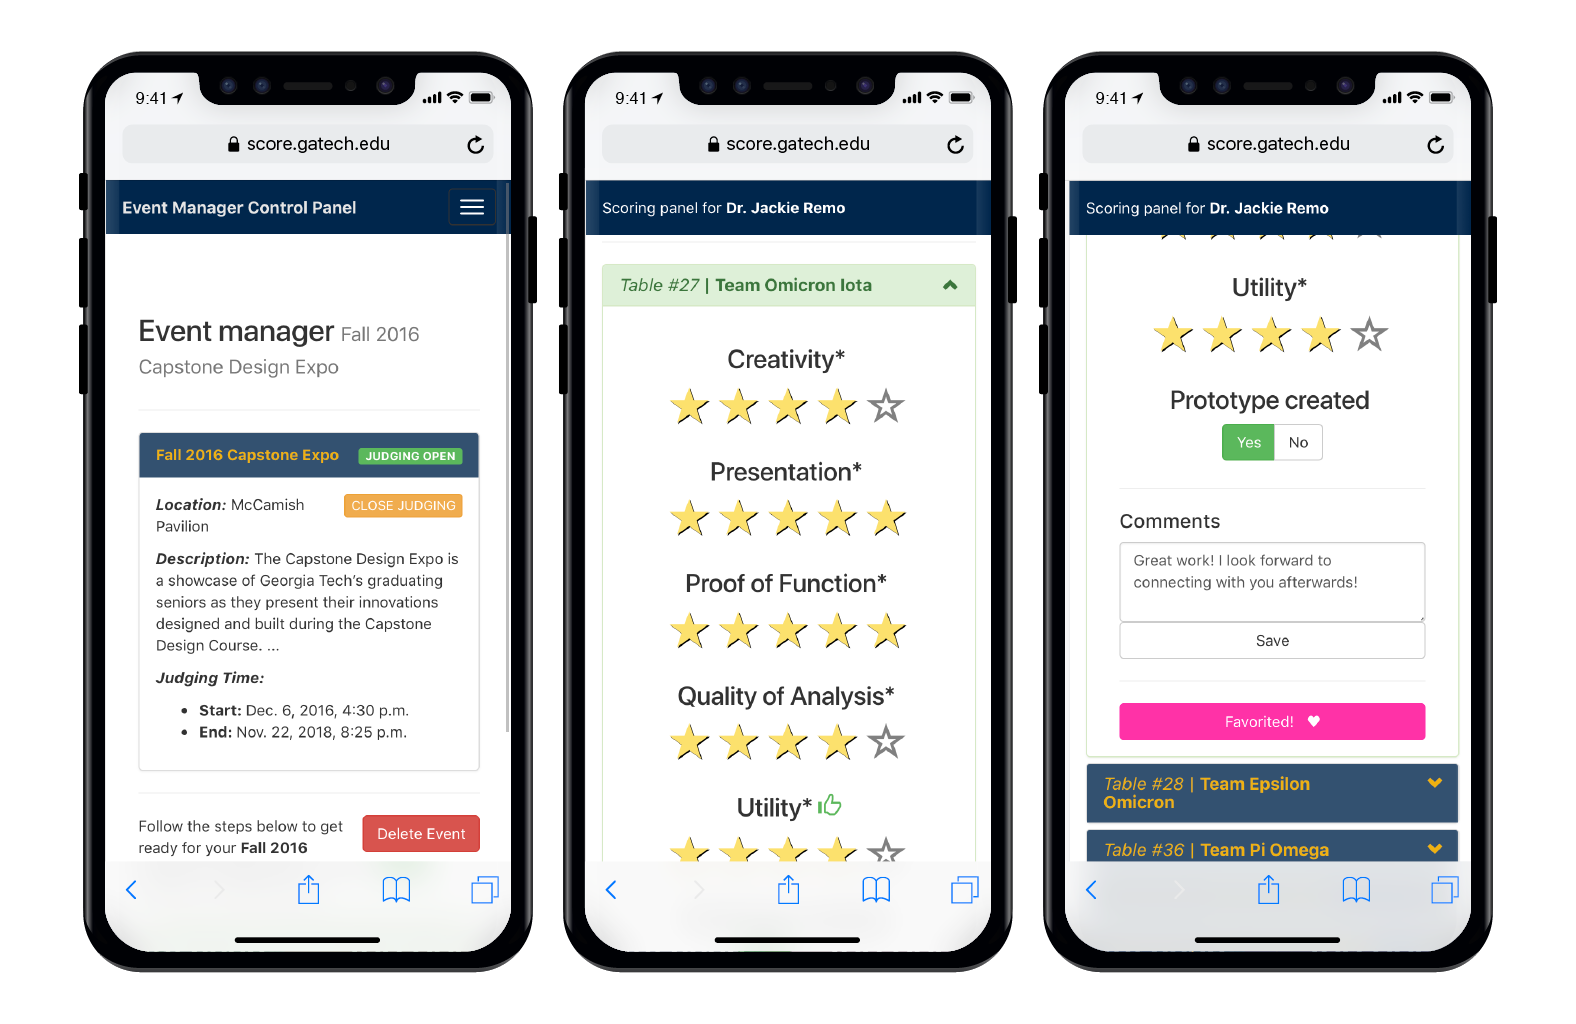 9:41
score.gatech.edu
Event Manager Control Panel
Event manager Fall 2016
Capstone Design Expo
Fall 2016 Capstone Expo JUDGING OPEN
Location: McCamish CLOSE JUDGING
Pavilion
Description: The Capstone Design Expo is
a showcase of Georgia Tech's graduating
seniors as they present their innovations
designed and built during the Capstone
Design Course. ...
Judging Time:
• Start: Dec. 6, 2016, 4:30 p.m.
• End: Nov. 22, 2018, 8:25 p.m.
Follow the steps below to get
ready for your Fall 2016
Delete Event
9:41
score.gatech.edu
Scoring panel for Dr. Jackie Remo
Table #27 | Team Omicron Iota
Creativity*
Presentation*
Proof of Function*
Quality of Analysis*
Utility*
9:41
score.gatech.edu
Scoring panel for Dr. Jackie Remo
Utility*
Prototype created
Yes No
Comments
Great work! I look forward to
connecting with you afterwards!
Save
Favorited!
Table #28 | Team Epsilon
Omicron
Table #36 | Team Pi Omega